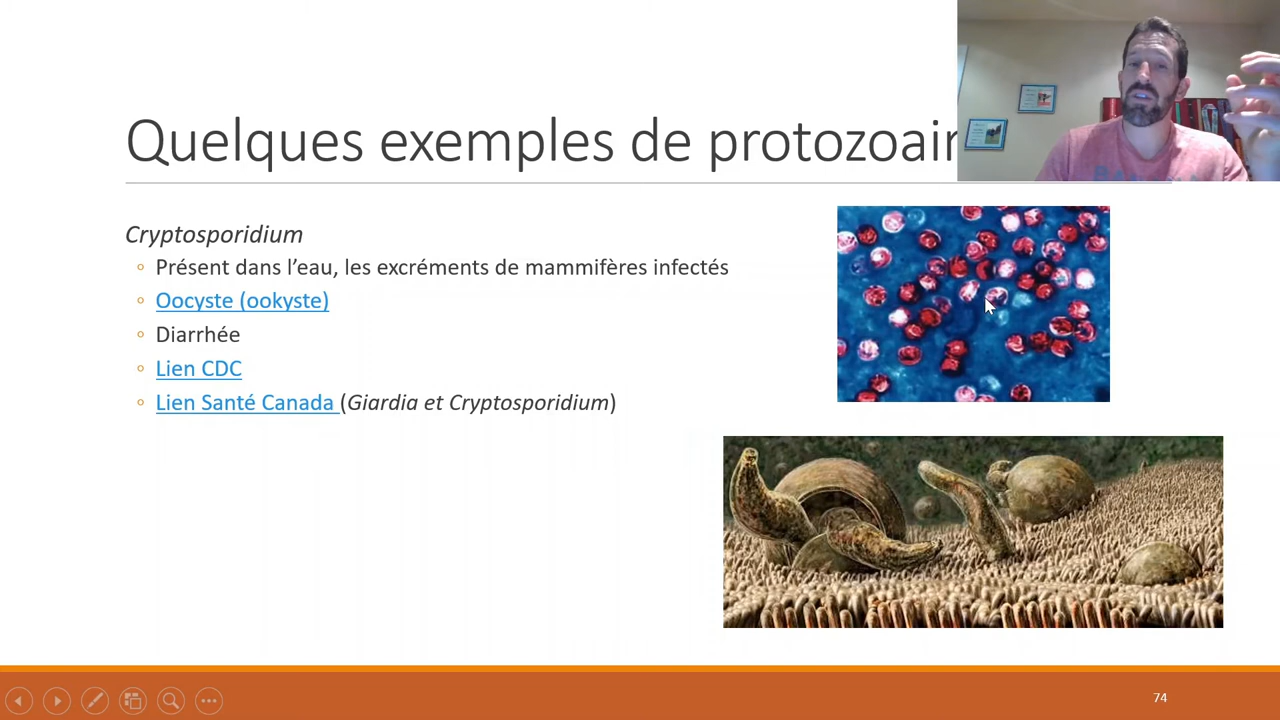 Quelques exemples de protozoair
Cryptosporidium
Présent dans l’eau, les excréments de mammifères infectés
Oocyste (ookyste)
Diarrhée
Lien CDC
Lien Santé Canada (Giardia et Cryptosporidium)
74